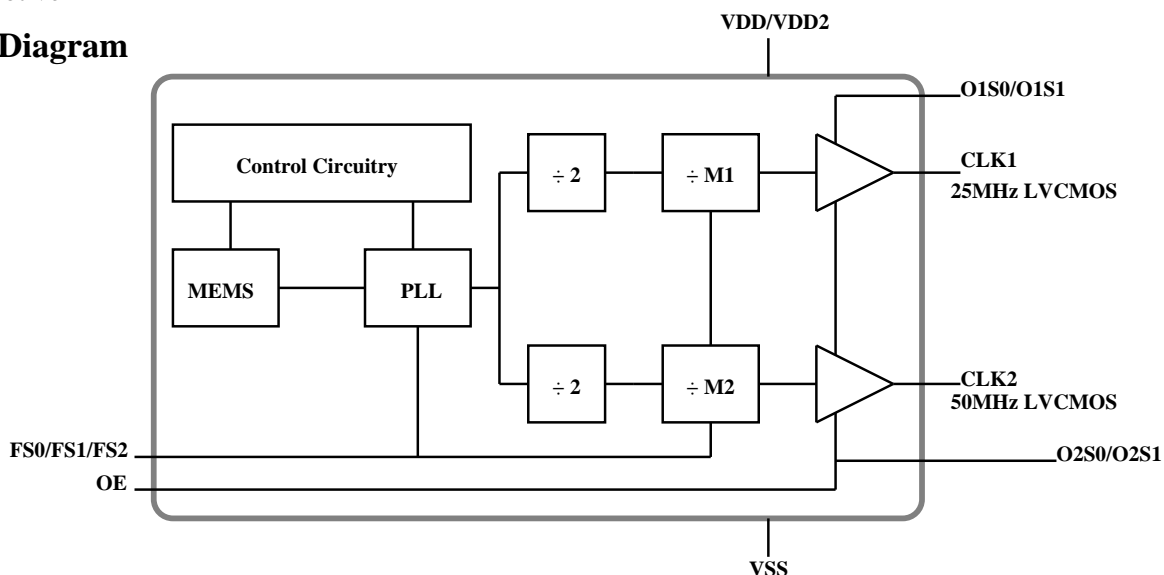 Diagram
VDD/VDD2
O1S0/O1S1
Control Circuitry
÷ 2
÷ M1
CLK1
25MHz LVCMOS
MEMS
PLL
÷ 2
÷ M2
CLK2
50MHz LVCMOS
FS0/FS1/FS2
O2S0/O2S1
OE
VSS